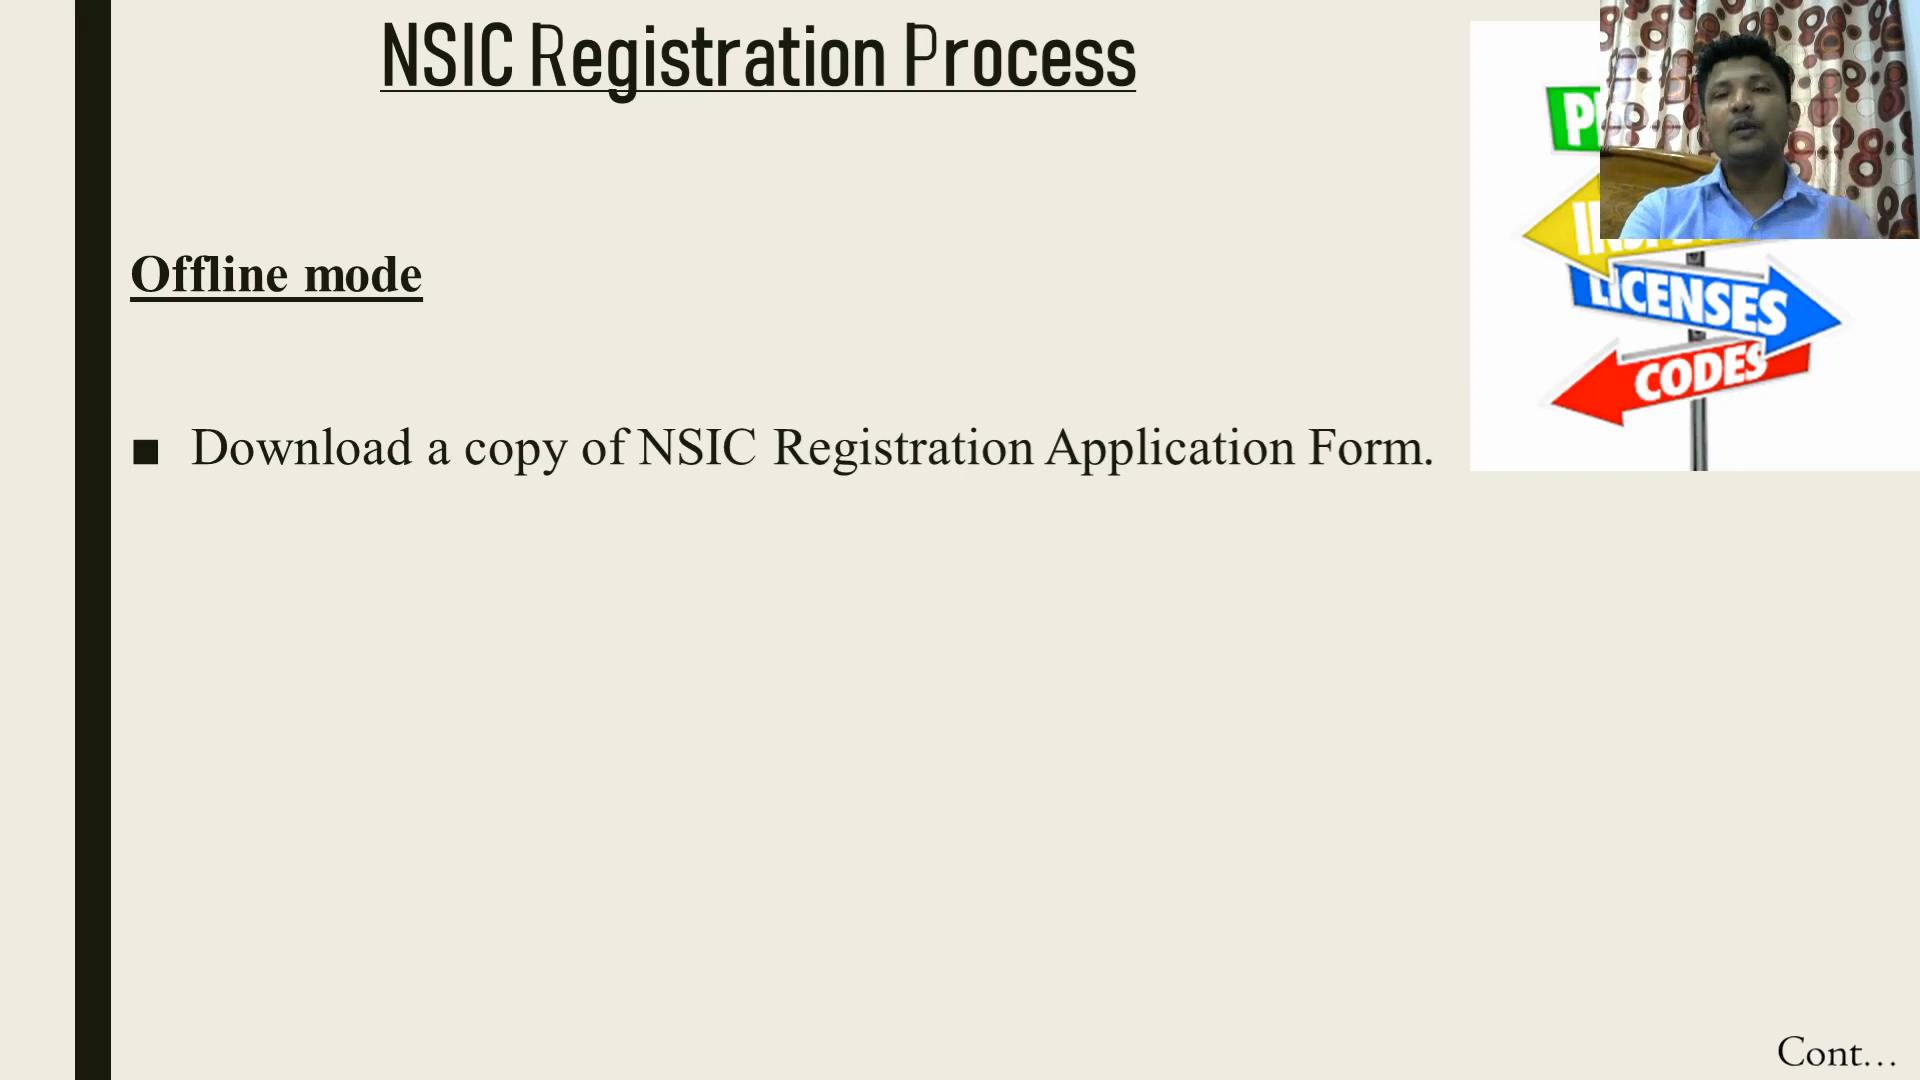 NSIC Registration Process
Offline mode
■ Download a copy of NSIC Registration Application Form.
LICENSES
CODES
Cont...